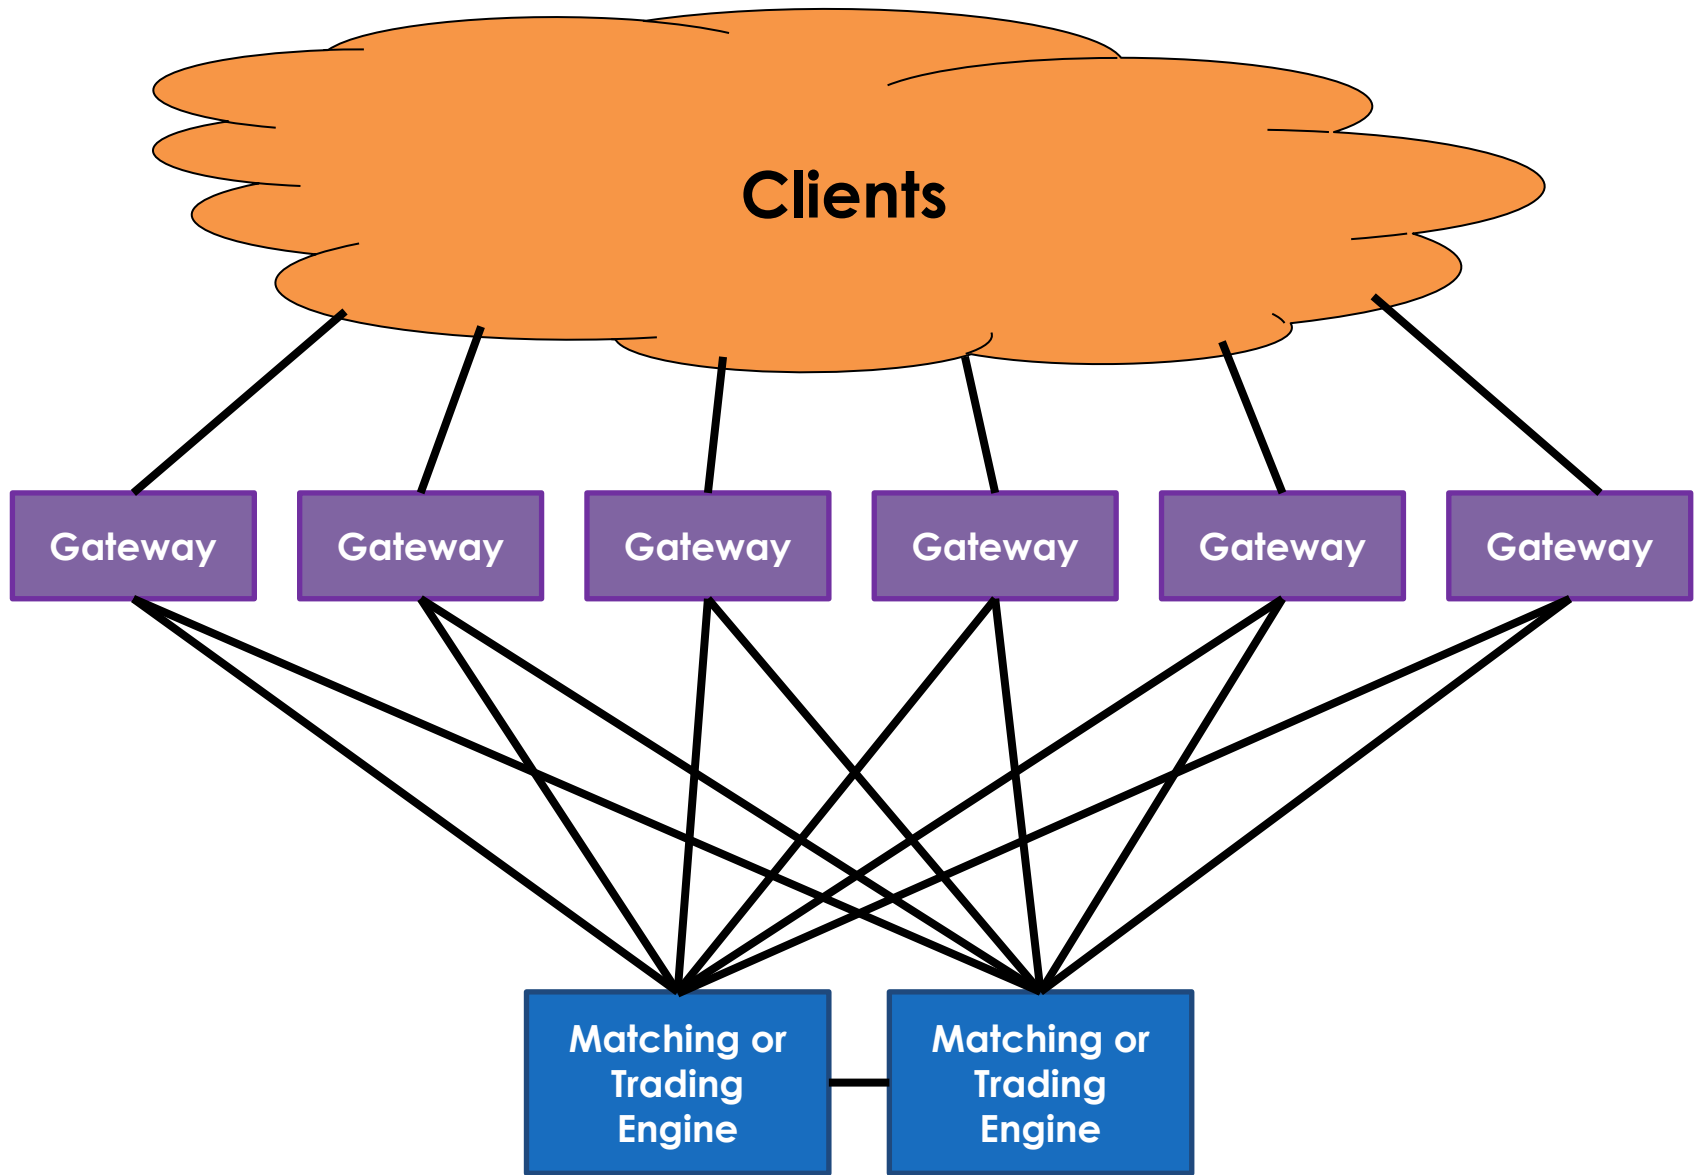 Clients
Gateway
Gateway
Gateway
Gateway
Gateway
Gateway
Matching or
Trading
Engine
Matching or
Trading
Engine